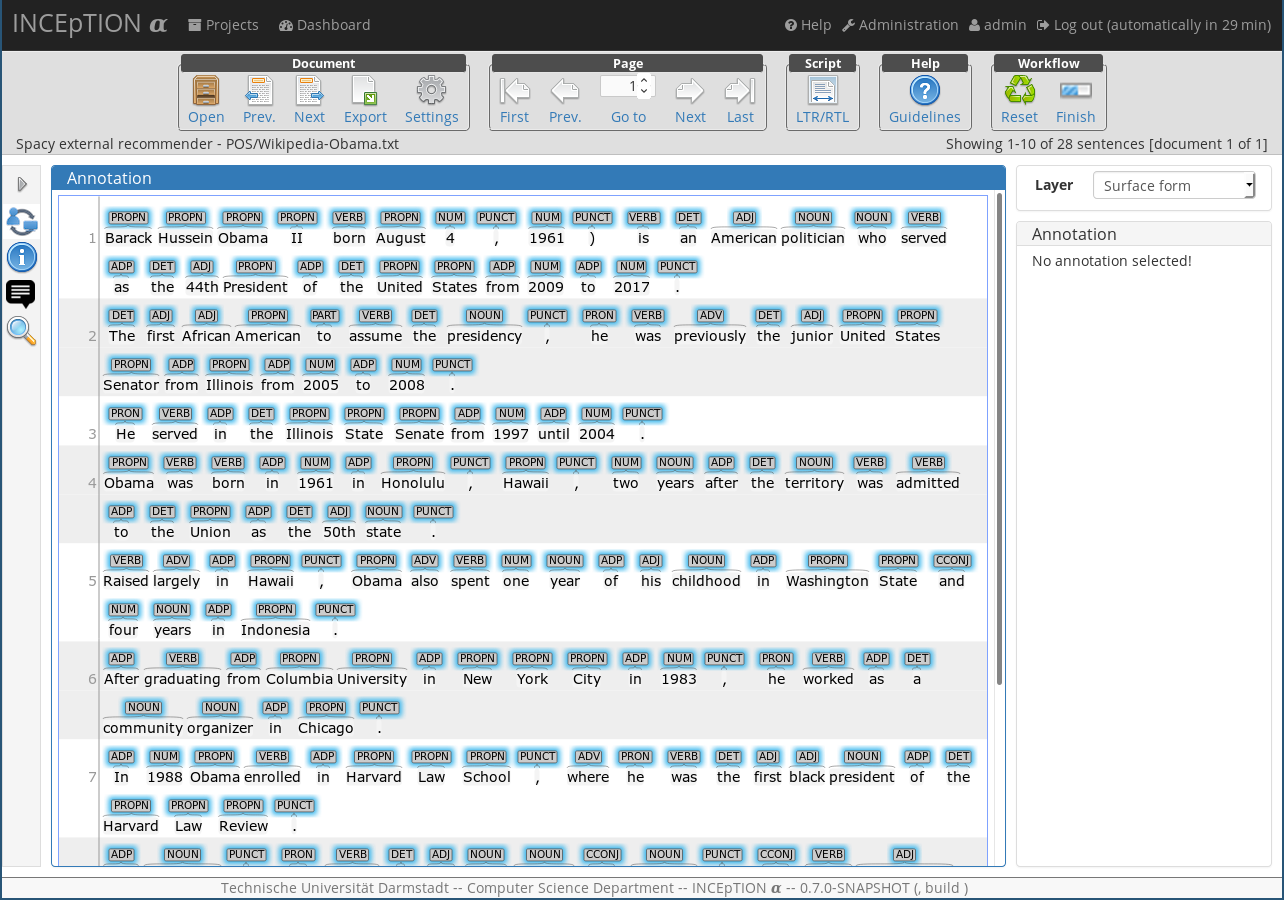 INCEpTION α Projects Dashboard Help Administration admin Log out (automatically in 29 min)
Document Page Script Help Workflow
1
Open Prev. Next Export Settings First Prev. Go to Next Last LTR/RTL Guidelines Reset Finish
Spacy external recommender - POS/Wikipedia-Obama.txt Showing 1-10 of 28 sentences [document 1 of 1]
Annotation
Layer Surface form
Annotation
No annotation selected!
PROPN PROPN PROPN PROPN VERB PROPN NUM PUNCT NUM PUNCT VERB DET ADJ NOUN NOUN VERB
1 Barack Hussein Obama II born August 4 , 1961 ) is an American politician who served
ADP DET ADJ PROPN ADP DET PROPN PROPN ADP NUM ADP NUM PUNCT
as the 44th President of the United States from 2009 to 2017 .
DET ADJ ADJ PROPN PART VERB DET NOUN PUNCT PRON VERB ADV DET ADJ PROPN PROPN
2 The first African American to assume the presidency , he was previously the junior United States
PROPN ADP PROPN ADP NUM ADP NUM PUNCT
Senator from Illinois from 2005 to 2008 .
PRON VERB ADP DET PROPN PROPN PROPN ADP NUM ADP NUM PUNCT
3 He served in the Illinois State Senate from 1997 until 2004 .
PROPN VERB VERB ADP NUM ADP PROPN PUNCT PROPN PUNCT NUM NOUN ADP DET NOUN VERB VERB
4 Obama was born in 1961 in Honolulu , Hawaii , two years after the territory was admitted
ADP DET PROPN ADP DET ADJ NOUN PUNCT
to the Union as the 50th state .
VERB ADV ADP PROPN PUNCT PROPN ADV VERB NUM NOUN ADP ADJ NOUN ADP PROPN PROPN CCONJ
5 Raised largely in Hawaii , Obama also spent one year of his childhood in Washington State and
NUM NOUN ADP PROPN PUNCT
four years in Indonesia .
ADP VERB ADP PROPN PROPN ADP PROPN PROPN PROPN ADP NUM PUNCT PRON VERB ADP DET
6 After graduating from Columbia University in New York City in 1983 , he worked as a
NOUN NOUN ADP PROPN PUNCT
community organizer in Chicago .
ADP NUM PROPN VERB ADP PROPN PROPN PROPN PUNCT ADV PRON VERB DET ADJ ADJ NOUN ADP DET
7 In 1988 Obama enrolled in Harvard Law School , where he was the first black president of the
PROPN PROPN PROPN PUNCT
Harvard Law Review .
ADP NOUN PUNCT PRON VERB DET ADJ NOUN NOUN CCONJ NOUN PUNCT CCONJ VERB ADJ
Technische Universität Darmstadt -- Computer Science Department -- INCEpTION α -- 0.7.0-SNAPSHOT (, build )